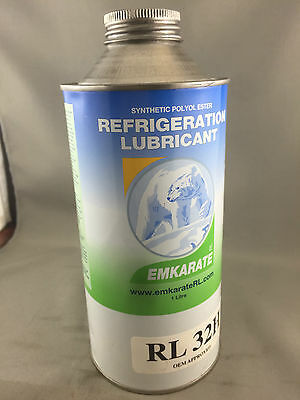 SYNTHETIC POLYOL ESTER
REFRIGERATION
LUBRICANT
EMKARATE
www.emkarateRL.com
1 Litre
RL 32H
OEM APPROVED